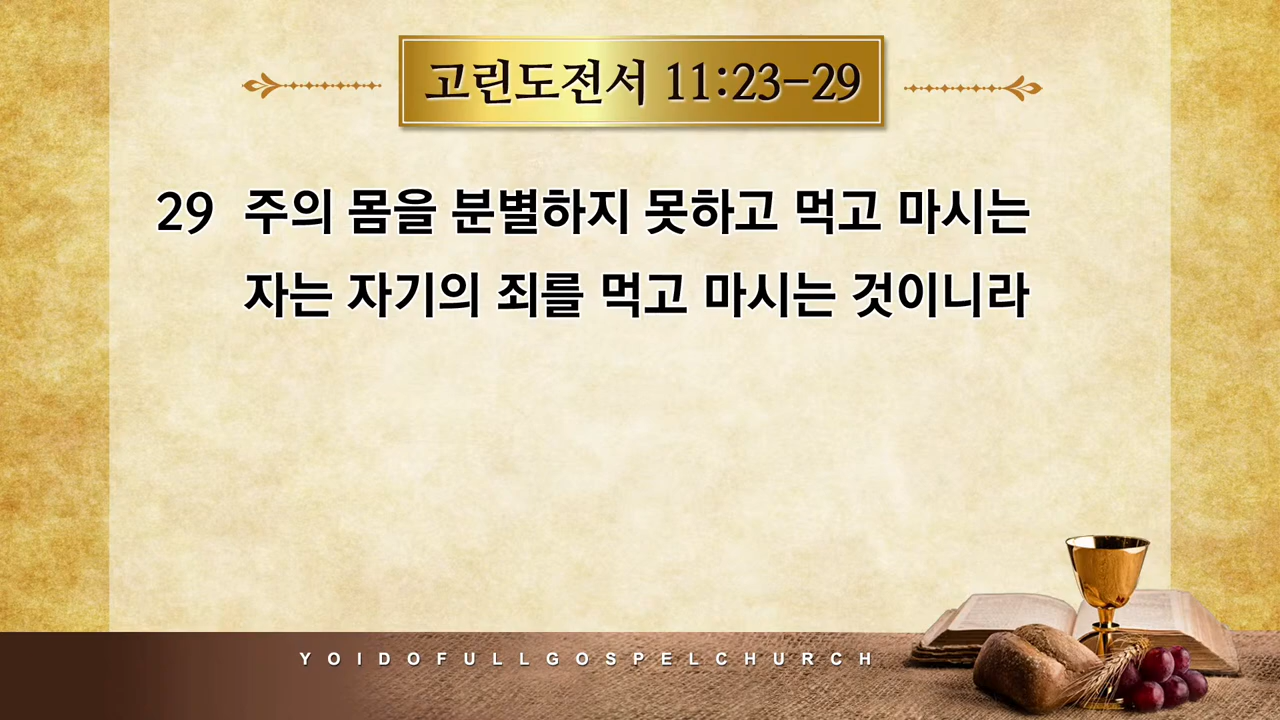 고린도전서 11:23-29
29 주의 몸을 분별하지 못하고 먹고 마시는
자는 자기의 죄를 먹고 마시는 것이니라
YOIDOFULLGOSPELCHURCH